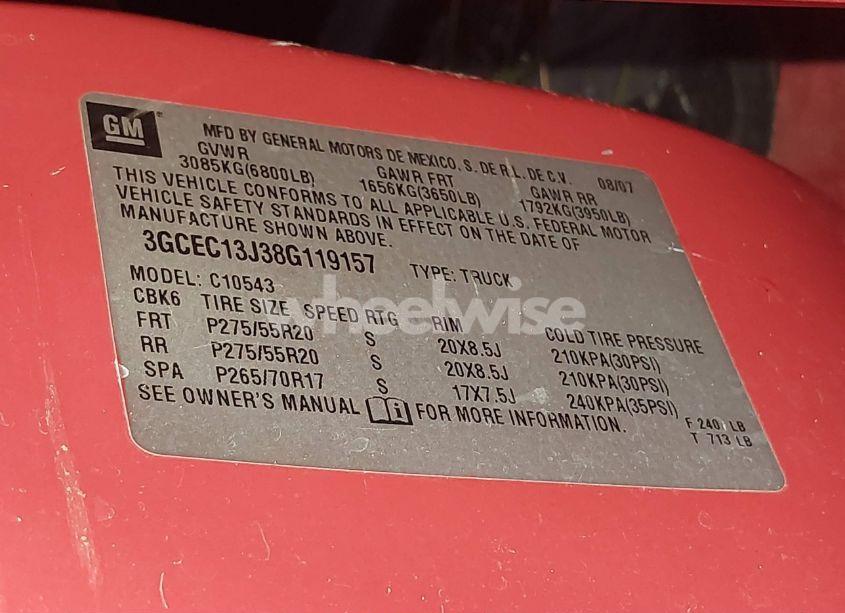 GM
MFD BY GENERAL MOTORS DE MEXICO, S. DE R.L. DE C.V. 08/07
GVWR GAWR FRT GAWR RR
3085KG(6800LB) 1656KG(3650LB) 1792KG(3950LB)
THIS VEHICLE CONFORMS TO ALL APPLICABLE U.S. FEDERAL MOTOR
VEHICLE SAFETY STANDARDS IN EFFECT ON THE DATE OF
MANUFACTURE SHOWN ABOVE.
3GCEC13J38G119157 TYPE: TRUCK
MODEL: C10543
CBK6 TIRE SIZE SPEED RTG RIM COLD TIRE PRESSURE
FRT P275/55R20 S 20X8.5J 210KPA(30PSI)
RR P275/55R20 S 20X8.5J 210KPA(30PSI)
SPA P265/70R17 S 17X7.5J 240KPA(35PSI)
SEE OWNER'S MANUAL i FOR MORE INFORMATION.
F LB
T 713 LB
wheelwise